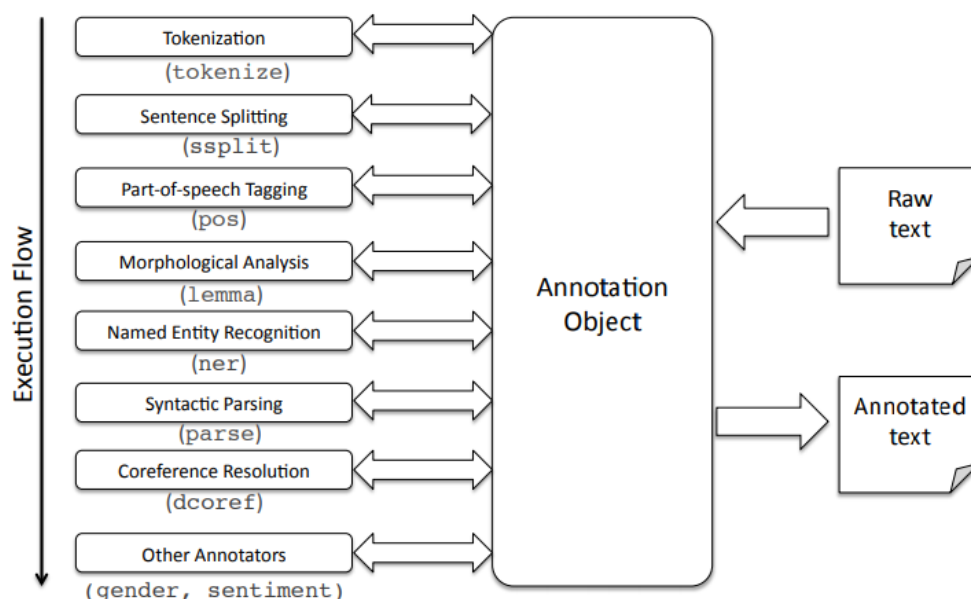 Execution Flow
Tokenization
(tokenize)
Sentence Splitting
(ssplit)
Part-of-speech Tagging
(pos)
Morphological Analysis
(lemma)
Named Entity Recognition
(ner)
Syntactic Parsing
(parse)
Coreference Resolution
(dcoref)
Other Annotators
(gender, sentiment)
Annotation
Object
Raw
text
Annotated
text